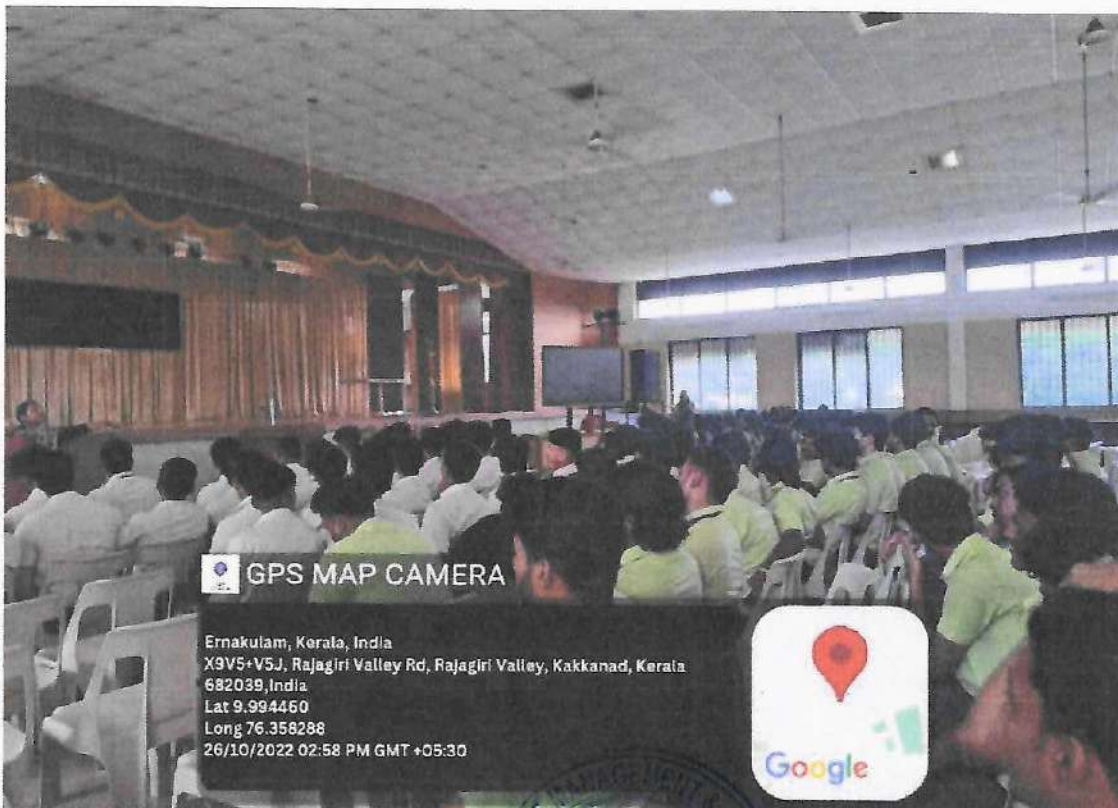 GPS MAP CAMERA
Ernakulam, Kerala, India
X9V5+V5J, Rajagiri Valley Rd, Rajagiri Valley, Kakkanad, Kerala
682039,India
Lat 9.994460
Long 76.358288
26/10/2022 02:58 PM GMT +05:30
Google
MANAGEMENT &